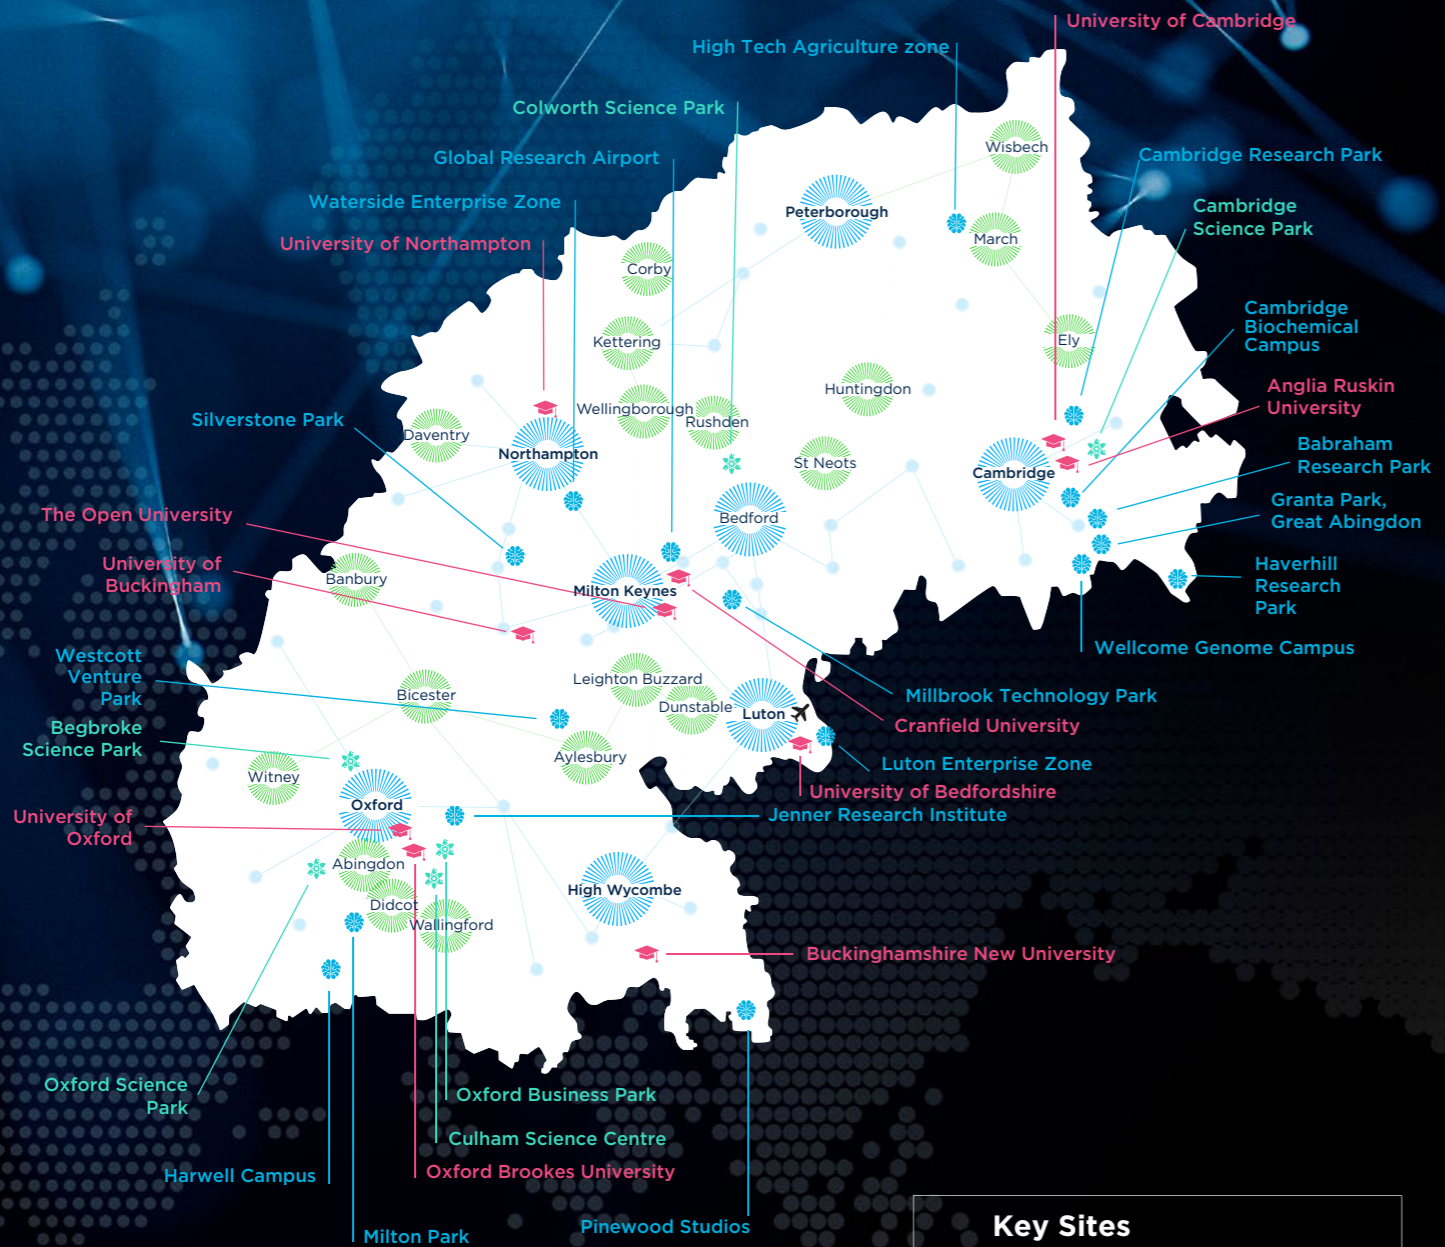 University of Cambridge
High Tech Agriculture zone
Colworth Science Park
Global Research Airport
Waterside Enterprise Zone
University of Northampton
Wisbech
Cambridge Research Park
Peterborough
March
Cambridge
Science Park
Corby
Kettering
Ely
Cambridge
Biochemical
Campus
Huntingdon
Anglia Ruskin
University
Silverstone Park
Daventry
Wellingborough
Rushden
Northampton
St Neots
Cambridge
Babraham
Research Park
Granta Park,
Great Abingdon
The Open University
Bedford
University of
Buckingham
Banbury
Milton Keynes
Haverhill
Research
Park
Wellcome Genome Campus
Westcott
Venture
Park
Bicester
Leighton Buzzard
Dunstable
Luton
Millbrook Technology Park
Cranfield University
Begbroke
Science Park
Aylesbury
Luton Enterprise Zone
Witney
University of Bedfordshire
Oxford
Jenner Research Institute
University of
Oxford
Abingdon
High Wycombe
Didcot
Wallingford
Buckinghamshire New University
Oxford Science
Park
Oxford Business Park
Culham Science Centre
Harwell Campus
Oxford Brookes University
Pinewood Studios
Milton Park
Key Sites